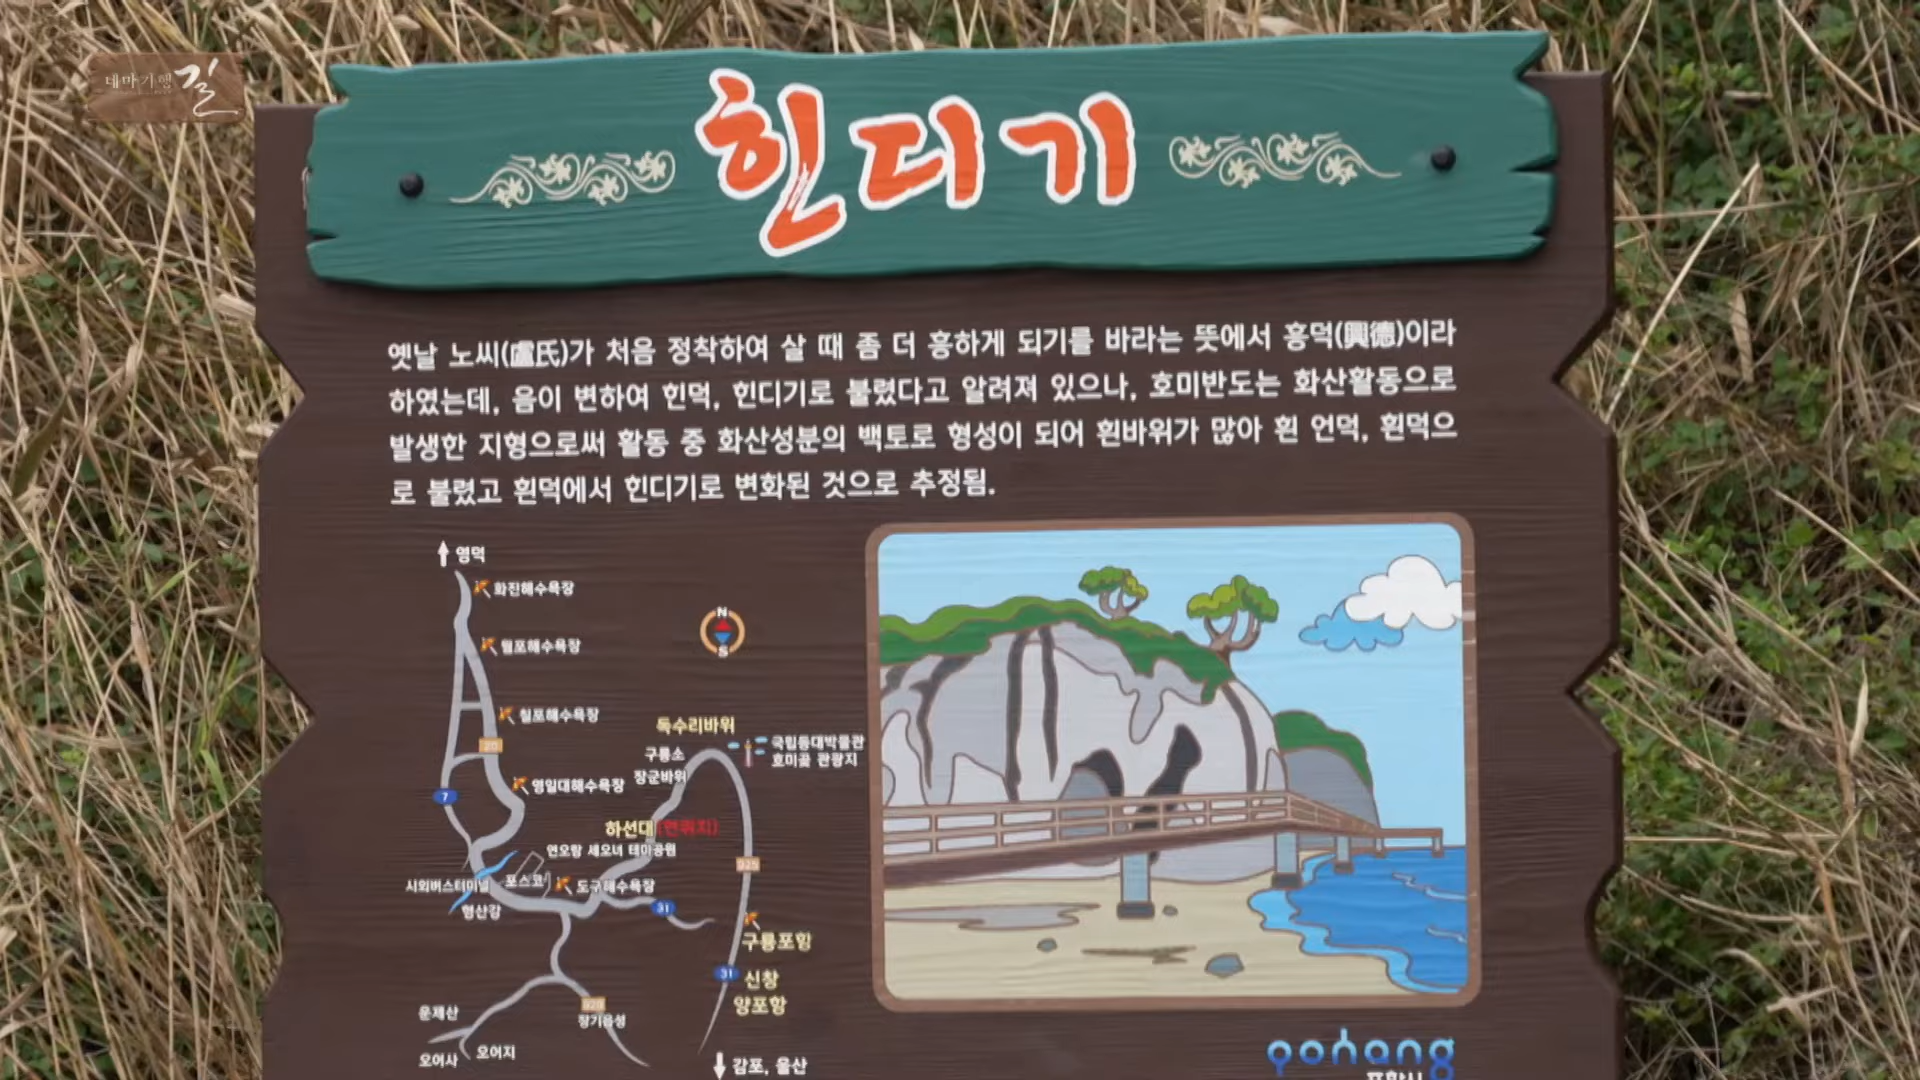 테마기행 길
힌디기
옛날 노씨(盧氏)가 처음 정착하여 살 때 좀 더 흥하게 되기를 바라는 뜻에서 흥덕(興德)이라
하였는데, 음이 변하여 힌덕, 힌디기로 불렸다고 알려져 있으나, 호미반도는 화산활동으로
발생한 지형으로써 활동 중 화산성분의 백토로 형성이 되어 흰바위가 많아 흰 언덕, 흰덕으
로 불렸고 흰덕에서 힌디기로 변화된 것으로 추정됨.
영덕
화진해수욕장
N
월포해수욕장
S
칠포해수욕장
독수리바위
20
구룡소
국립등대박물관
호미곶 관광지
장군바위
영일대해수욕장
7
하선대(현위치)
연오랑 세오녀 테마공원
925
시외버스터미널
포스코
도구해수욕장
형산강
31
구룡포항
31
신창
양포항
929
운제산
장기읍성
오어사
오어지
감포, 울산
pohang
포항시